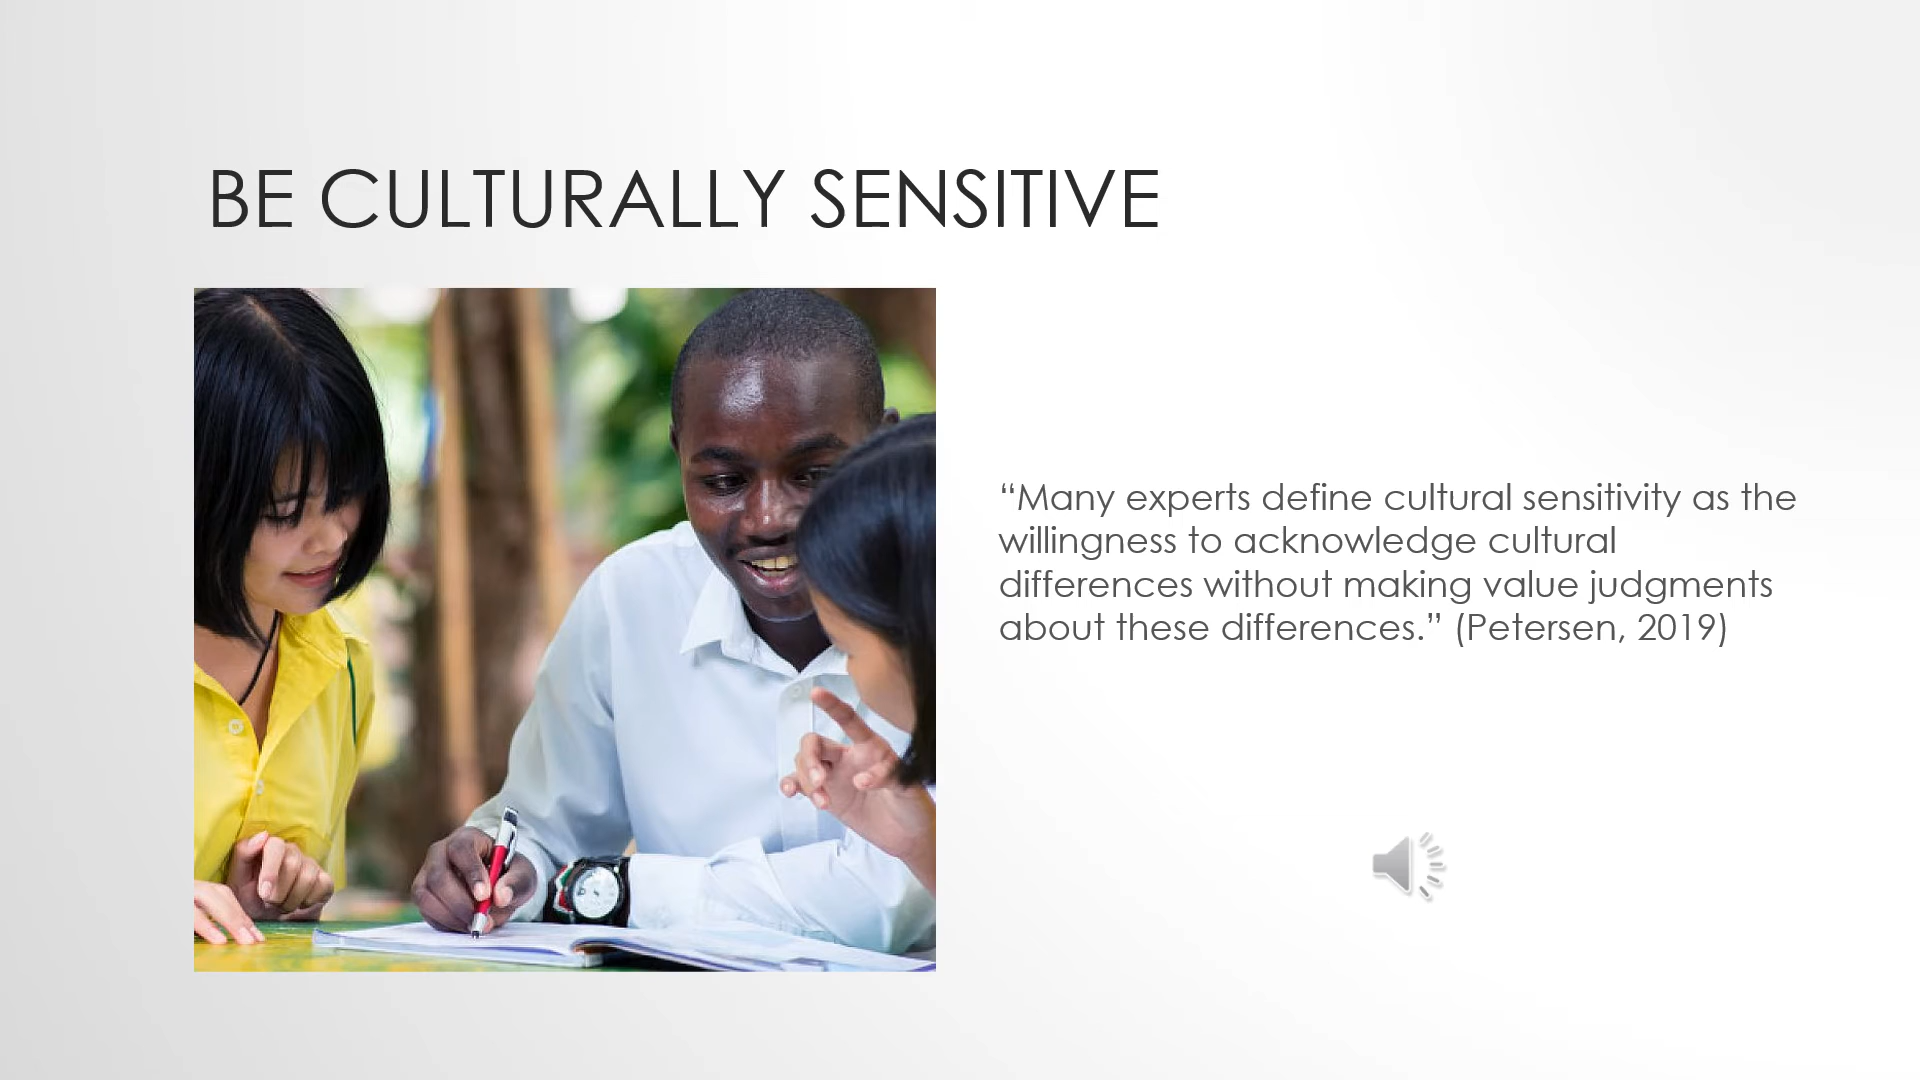 BE CULTURALLY SENSITIVE
“Many experts define cultural sensitivity as the
willingness to acknowledge cultural
differences without making value judgments
about these differences.” (Petersen, 2019)